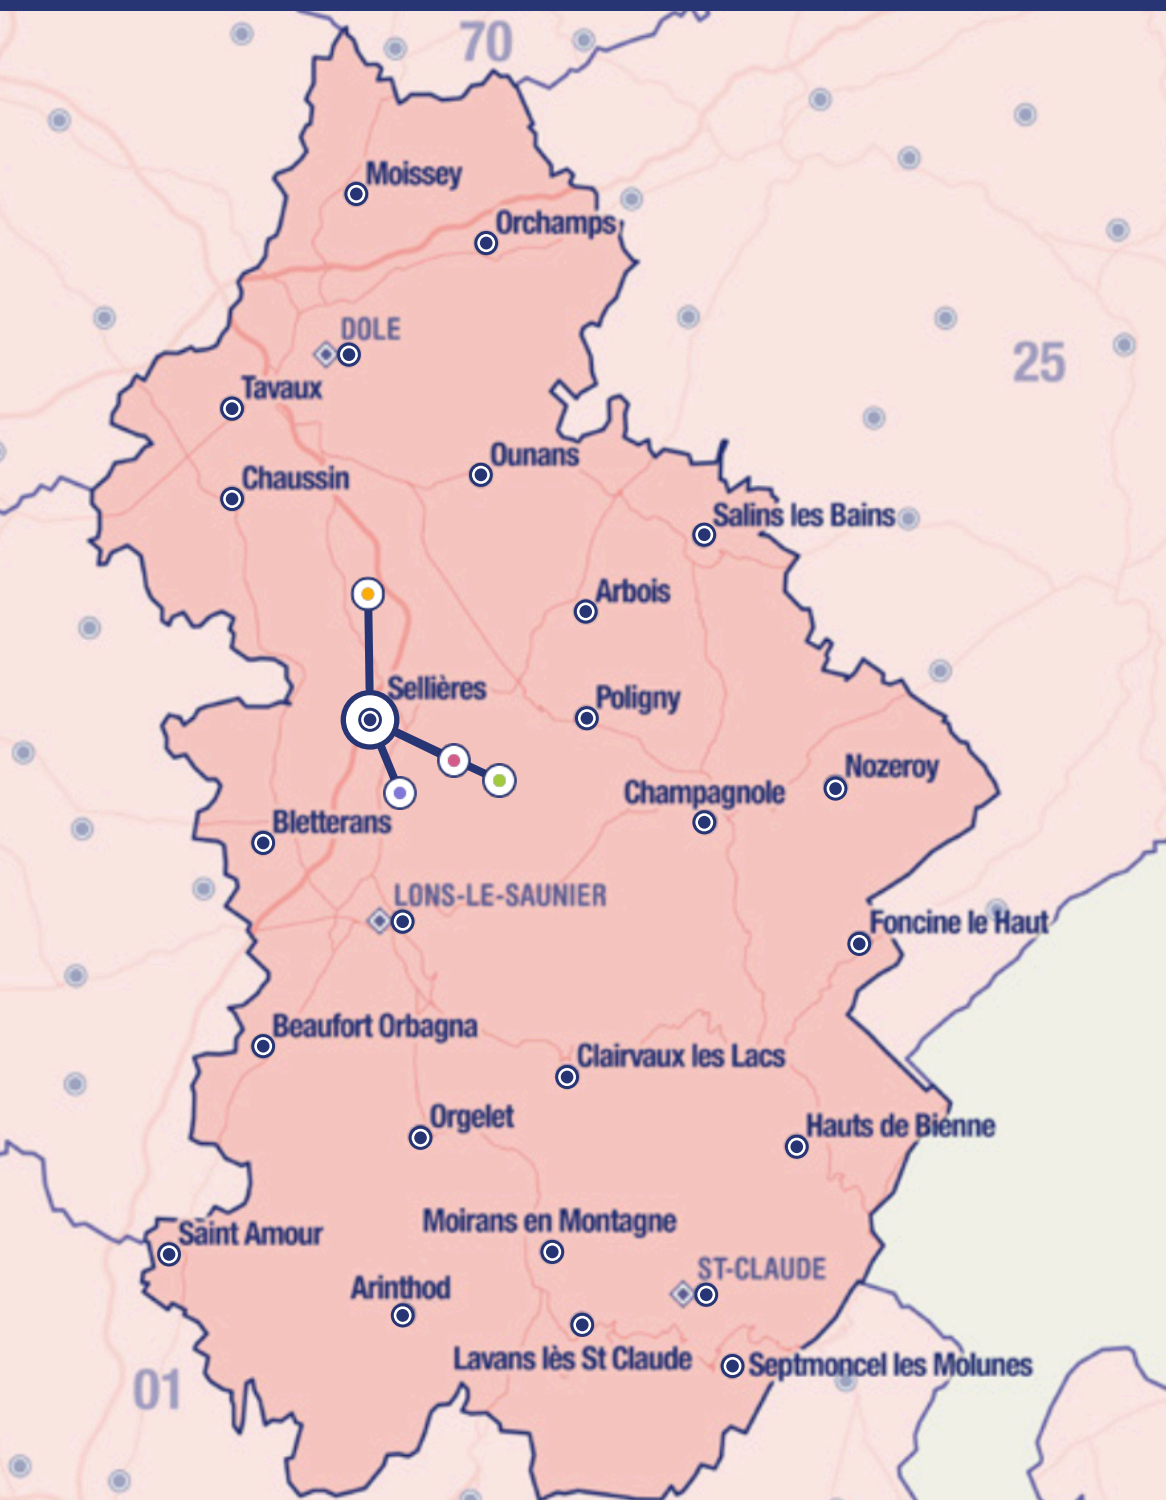 70
Moissey
Orchamps
DOLE
25
Tavaux
Ounans
Chaussin
Salins les Bains
Arbois
Sellières
Poligny
Nozeroy
Champagnole
Bletterans
LONS-LE-SAUNIER
Foncine le Haut
Beaufort Orbagna
Clairvaux les Lacs
Orgelet
Hauts de Bienne
Moirans en Montagne
Saint Amour
ST-CLAUDE
Arinthod
Lavans lès St Claude
Septmoncel les Molunes
01